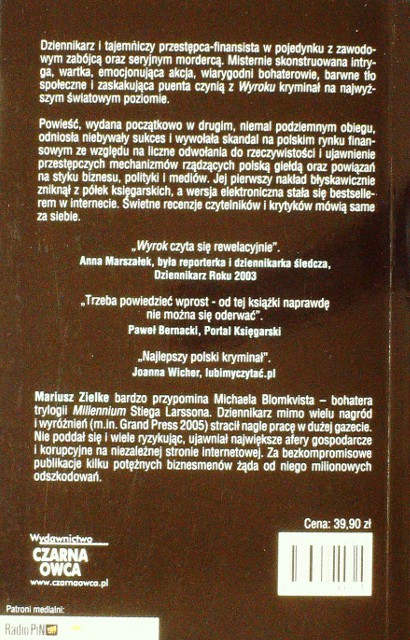 Dziennikarz i tajemniczy przestępca-finansista w pojedynku z zawodo-
wym zabójcą oraz seryjnym mordercą. Misternie skonstruowana intry-
ga, wartka, emocjonująca akcja, wiarygodni bohaterowie, barwne tło
społeczne i zaskakująca puenta czynią z Wyroku kryminał na najwyż-
szym światowym poziomie.
Powieść, wydana początkowo w drugim, niemal podziemnym obiegu,
odniosła niebywały sukces i wywołała skandal na polskim rynku finan-
sowym ze względu na liczne odwołania do rzeczywistości i ujawnienie
przestępczych mechanizmów rządzących polską giełdą oraz powiązań
na styku biznesu, polityki i mediów. Jej pierwszy nakład błyskawicznie
zniknął z półek księgarskich, a wersja elektroniczna stała się bestselle-
rem w internecie. Świetne recenzje czytelników i krytyków mówią same
za siebie.
„Wyrok czyta się rewelacyjnie”.
Anna Marszałek, była reporterka i dziennikarka śledcza,
Dziennikarz Roku 2003
„Trzeba powiedzieć wprost - od tej książki naprawdę
nie można się oderwać”.
Paweł Bernacki, Portal Księgarski
„Najlepszy polski kryminał”.
Joanna Wicher, lubimyczytać.pl
Mariusz Zielke bardzo przypomina Michaela Blomkvista – bohatera
trylogii Millennium Stiega Larssona. Dziennikarz mimo wielu nagród
i wyróżnień (m.in. Grand Press 2005) stracił nagle pracę w dużej gazecie.
Nie poddał się i wiele ryzykując, ujawniał największe afery gospodarcze
i korupcyjne na niezależnej stronie internetowej. Za bezkompromisowe
publikacje kilku potężnych biznesmenów żąda od niego milionowych
odszkodowań.
Cena: 39,90 zł
Wydawnictwo
CZARNA
OWCA
www.czarnaowca.pl
Patroni medialni:
Radio PiN